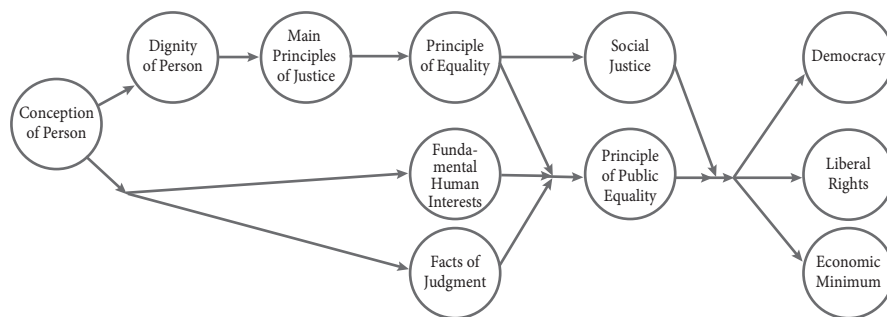 Conception
of Person
Dignity
of Person
Main
Principles
of Justice
Principle
of Equality
Social
Justice
Democracy
Funda-
mental
Human
Interests
Principle
of Public
Equality
Liberal
Rights
Facts of
Judgment
Economic
Minimum